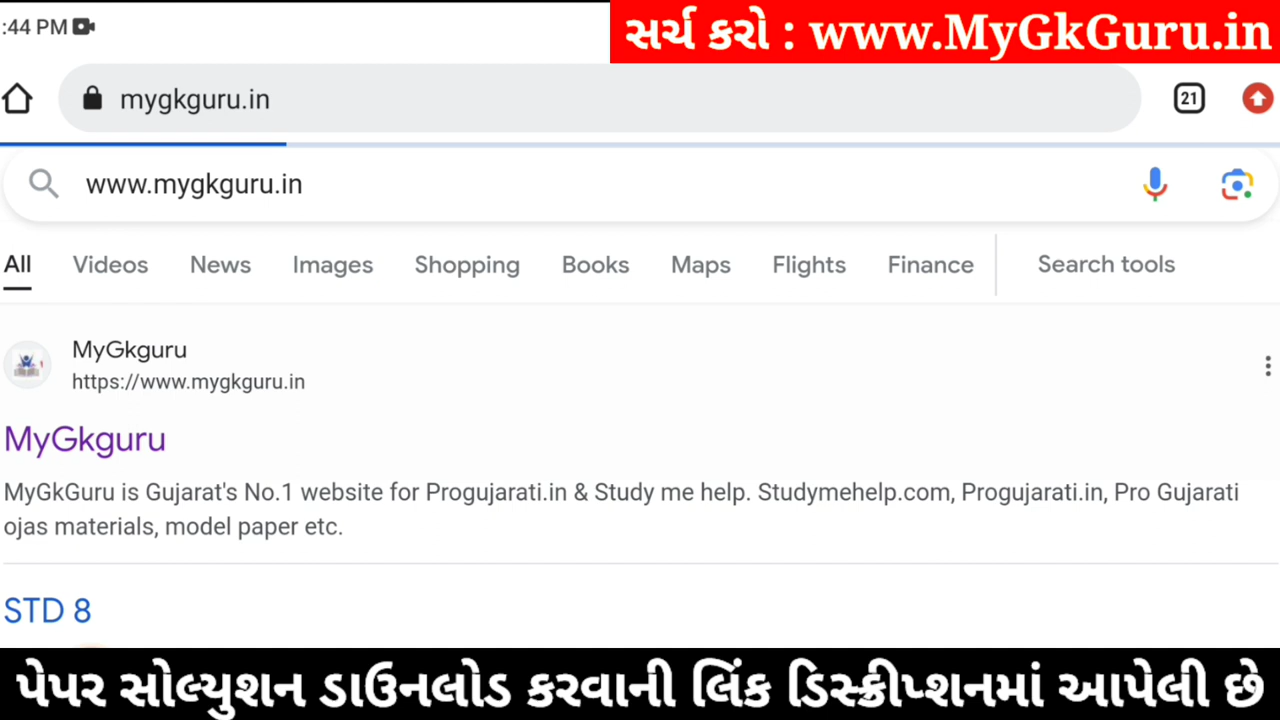 :44 PM
સર્ચ કરો : www.MyGkGuru.in
mygkguru.in
21
www.mygkguru.in
All Videos News Images Shopping Books Maps Flights Finance Search tools
MyGkguru
https://www.mygkguru.in
MyGkguru
MyGkGuru is Gujarat's No.1 website for Progujarati.in & Study me help. Studymehelp.com, Progujarati.in, Pro Gujarati
ojas materials, model paper etc.
STD 8
પેપર સોલ્યુશન ડાઉનલોડ કરવાની લિંક ડિસ્ક્રીપ્શનમાં આપેલી છે